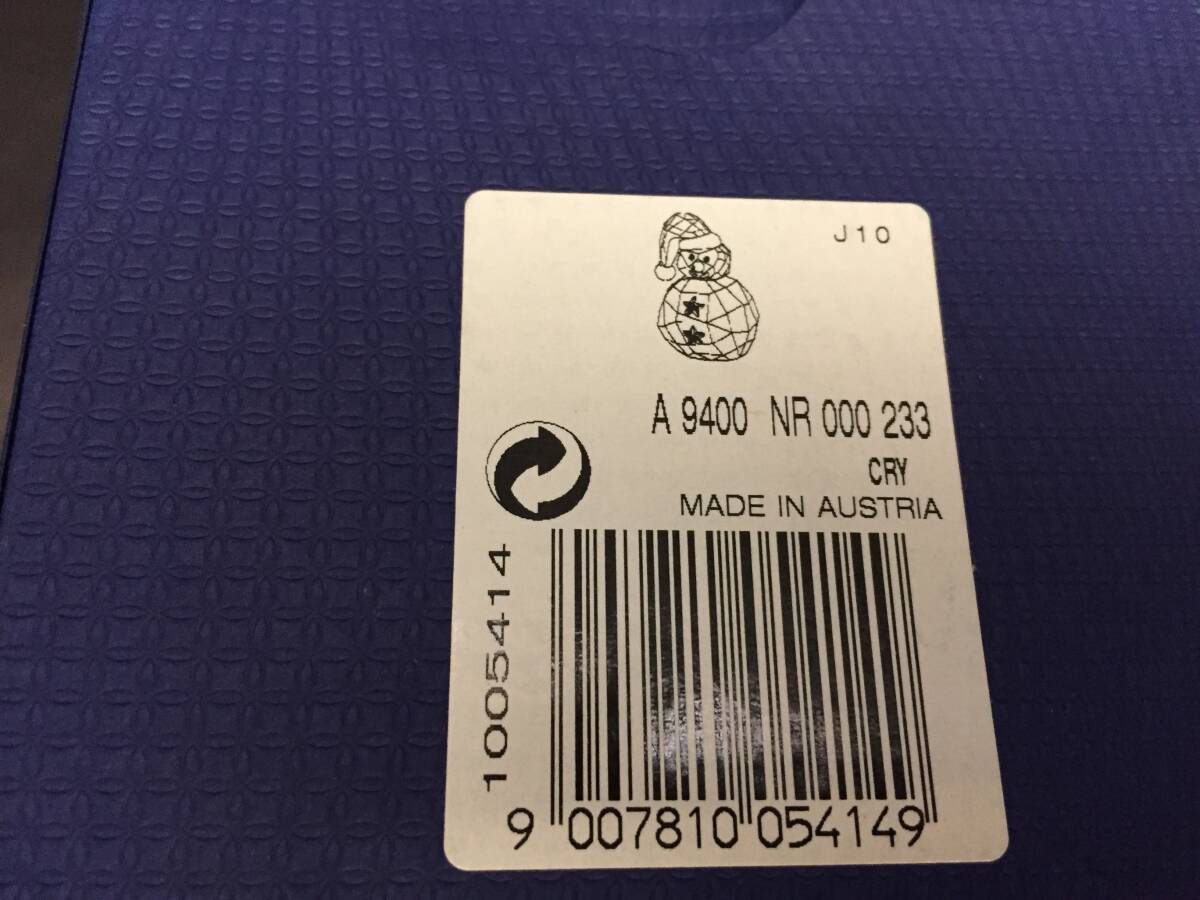 J10
A 9400 NR 000 233
CRY
MADE IN AUSTRIA
1005414
9 007810 054149